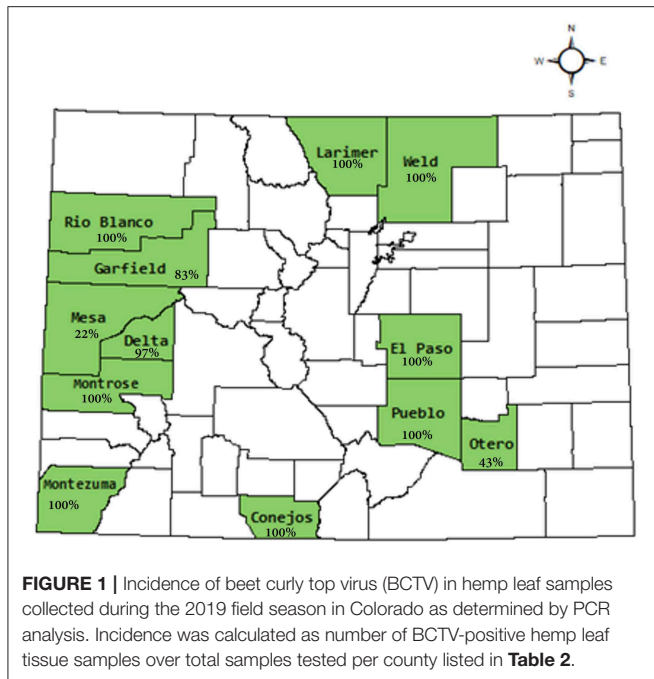 N
W E
S
Larimer
100%
Weld
100%
Rio Blanco
100%
Garfield 83%
Mesa
22%
Delta
97%
El Paso
100%
Montrose
100%
Pueblo
100%
Otero
43%
Montezuma
100%
Conejos
100%
FIGURE 1 | Incidence of beet curly top virus (BCTV) in hemp leaf samples
collected during the 2019 field season in Colorado as determined by PCR
analysis. Incidence was calculated as number of BCTV-positive hemp leaf
tissue samples over total samples tested per county listed in Table 2.